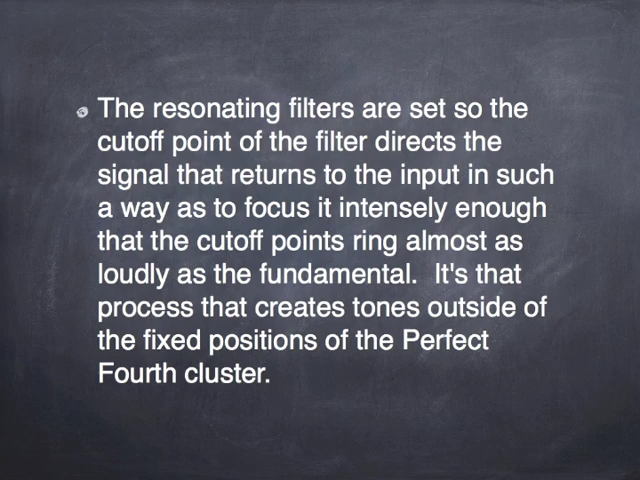 The resonating filters are set so the
cutoff point of the filter directs the
signal that returns to the input in such
a way as to focus it intensely enough
that the cutoff points ring almost as
loudly as the fundamental.  It's that
process that creates tones outside of
the fixed positions of the Perfect
Fourth cluster.